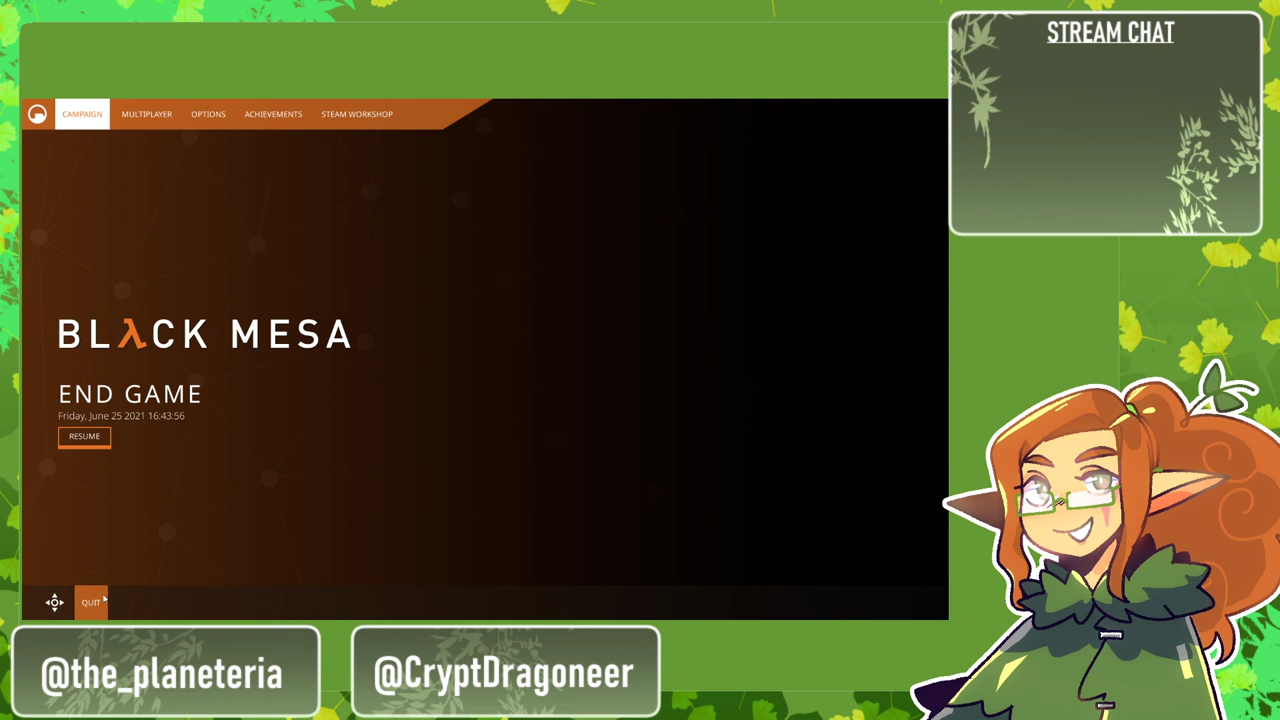 STREAM CHAT
CAMPAIGN MULTIPLAYER OPTIONS ACHIEVEMENTS STEAM WORKSHOP
BLλCK MESA
END GAME
Friday, June 25 2021 16:43:56
RESUME
QUIT
@the_planeteria @CryptDragoneer